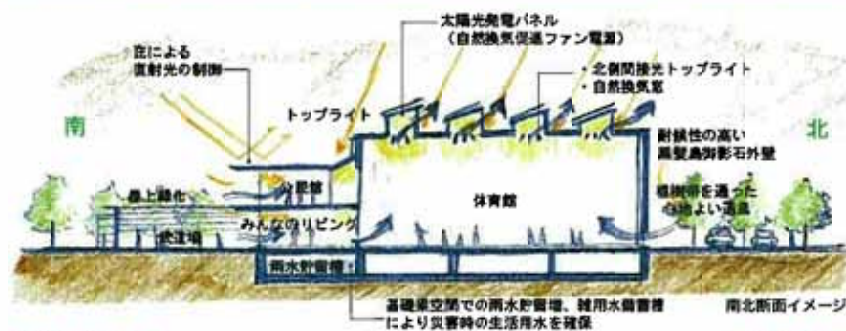 太陽光発電パネル
（自然換気促進ファン電源）
庇による
直射光の制御
・北側間接光トップライト
・自然換気窓
トップライト
南
北
耐候性の高い
黒髪島御影石外壁
屋上緑化
公民館
体育館
植樹帯を通った
心地よい通風
みんなのリビング
柔道場
雨水貯留槽
基礎梁空間での雨水貯留槽、雑用水備蓄槽
により災害時の生活用水を確保
南北断面イメージ